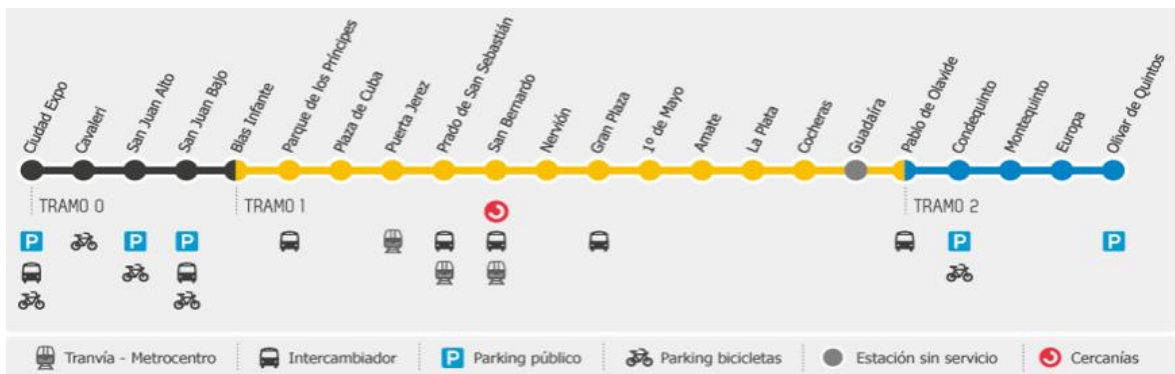 Ciudad Expo
Cavaleri
San Juan Alto
San Juan Bajo
Blas Infante
Parque de los Príncipes
Plaza de Cuba
Puerta Jerez
Prado de San Sebastián
San Bernardo
Nervión
Gran Plaza
1º de Mayo
Amate
La Plata
Cocheras
Guadaíra
Pablo de Olavide
Condequinto
Montequinto
Europa
Olivar de Quintos
TRAMO 0
TRAMO 1
TRAMO 2
P
P
P
P
P
Tranvía - Metrocentro
Intercambiador
P Parking público
Parking bicicletas
Estación sin servicio
Cercanías